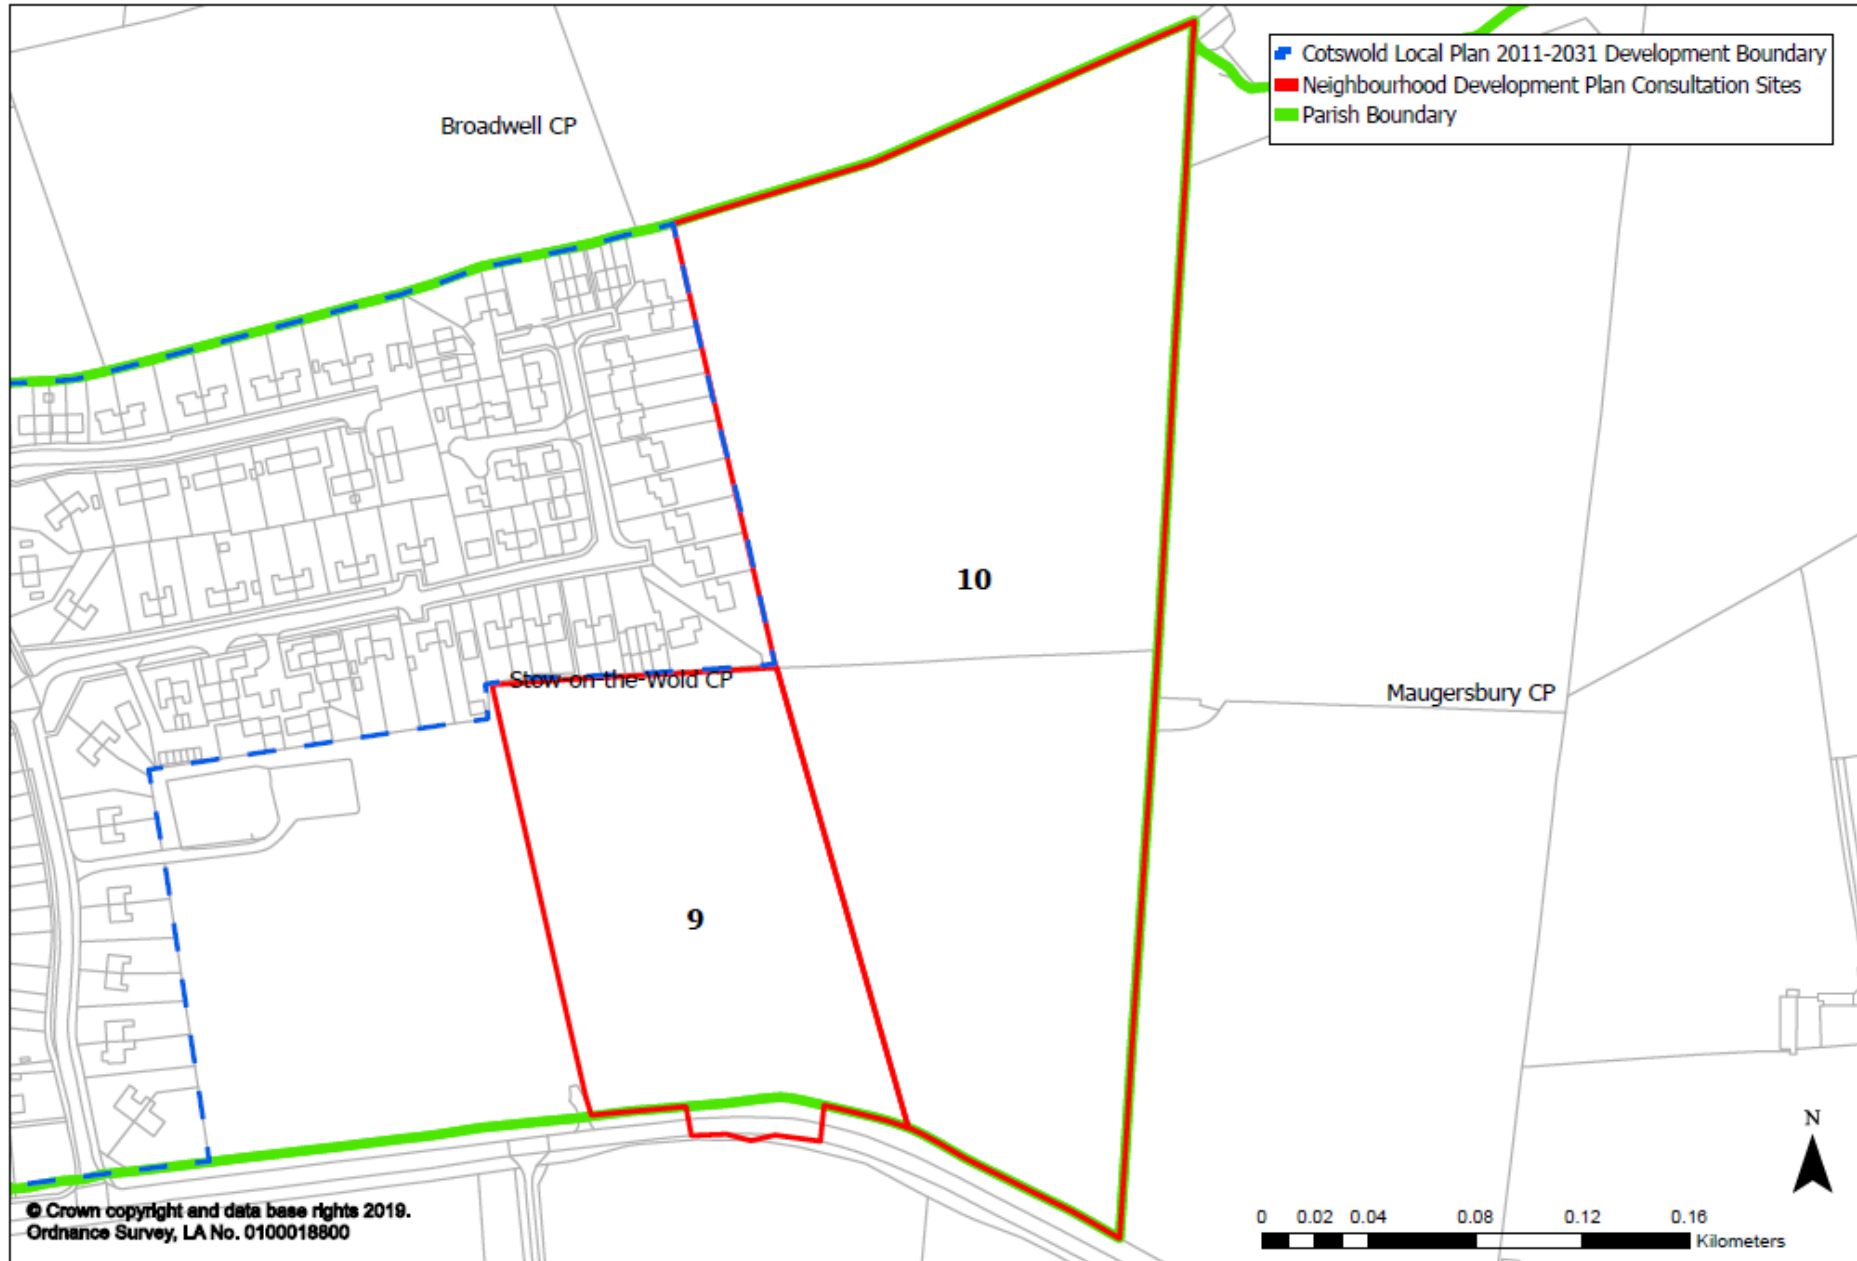 Cotswold Local Plan 2011-2031 Development Boundary
Neighbourhood Development Plan Consultation Sites
Parish Boundary
Broadwell CP
10
Stow-on-the-Wold CP
Maugersbury CP
9
N
© Crown copyright and data base rights 2019.
Ordnance Survey, LA No. 0100018800
0 0.02 0.04 0.08 0.12 0.16
Kilometers